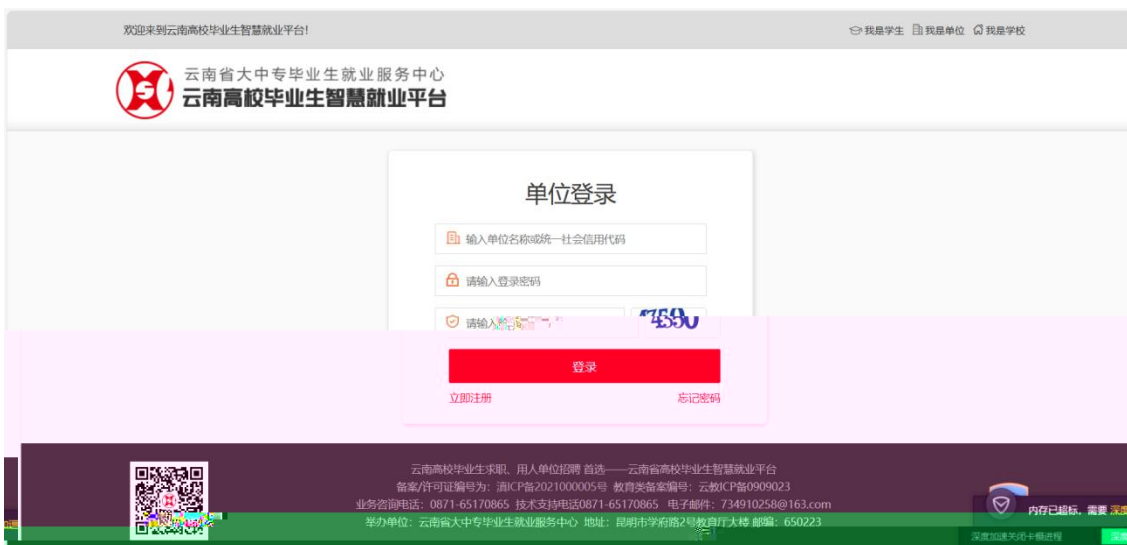 欢迎来到云南高校毕业生智慧就业平台!
我是学生 我是单位 我是学校
云南省大中专毕业生就业服务中心
云南高校毕业生智慧就业平台
单位登录
输入单位名称或统一社会信用代码
请输入登录密码
请输入
登录
立即注册 忘记密码
云南高校毕业生求职、用人单位招聘 首选——云南省高校毕业生智慧就业平台
备案/许可证编号为：滇ICP备2021000005号 教育类备案编号：云教ICP备0909023
业务咨询电话：0871-65170865 技术支持电话0871-65170865 电子邮件：734910258@163.com
举办单位：云南省大中专毕业生就业服务中心 地址：昆明市学府路2号教育厅大楼 邮编：650223
内存已超标，需要 深度
深度加速关闭卡慢进程 深度